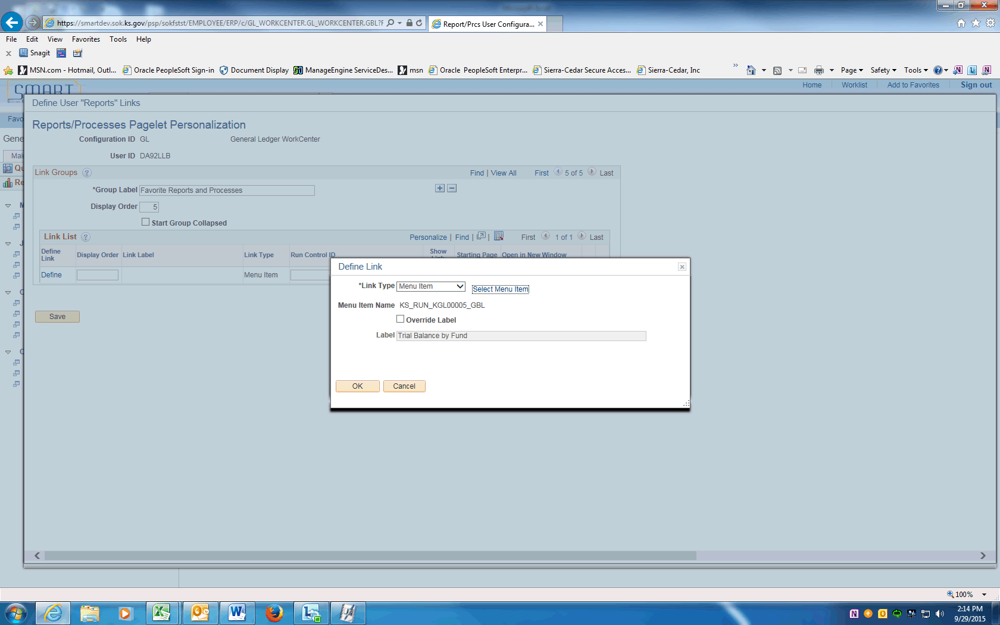 https://smartdev.sok.ks.gov/psp/sokfstst/EMPLOYEE/ERP/c/GL_WORKCENTER.GL_WORKCENTER.GBL?F
Report/Prcs User Configura...
File Edit View Favorites Tools Help
x Snagit
MSN.com - Hotmail, Outl... Oracle PeopleSoft Sign-in Document Display ManageEngine ServiceDes... msn Oracle PeopleSoft Enterpr... Sierra-Cedar Secure Acces... Sierra-Cedar, Inc » Page Safety Tools
SMART
Home Worklist Add to Favorites Sign out
Define User "Reports" Links
Favo
Reports/Processes Pagelet Personalization
Gene
Configuration ID GL General Ledger WorkCenter
Mai
User ID DA92LLB
Qu
Link Groups ? Find | View All First 5 of 5 Last
Re
*Group Label Favorite Reports and Processes + −
Display Order 5
Start Group Collapsed
Link List ? Personalize | Find | | First 1 of 1 Last
Define Link Display Order Link Label Link Type Run Control ID Show Starting Page Open in New Window
Define Menu Item
Save
Define Link
*Link Type Menu Item Select Menu Item
Menu Item Name KS_RUN_KGL00005_GBL
Override Label
Label Trial Balance by Fund
OK Cancel
100%
2:14 PM
9/29/2015